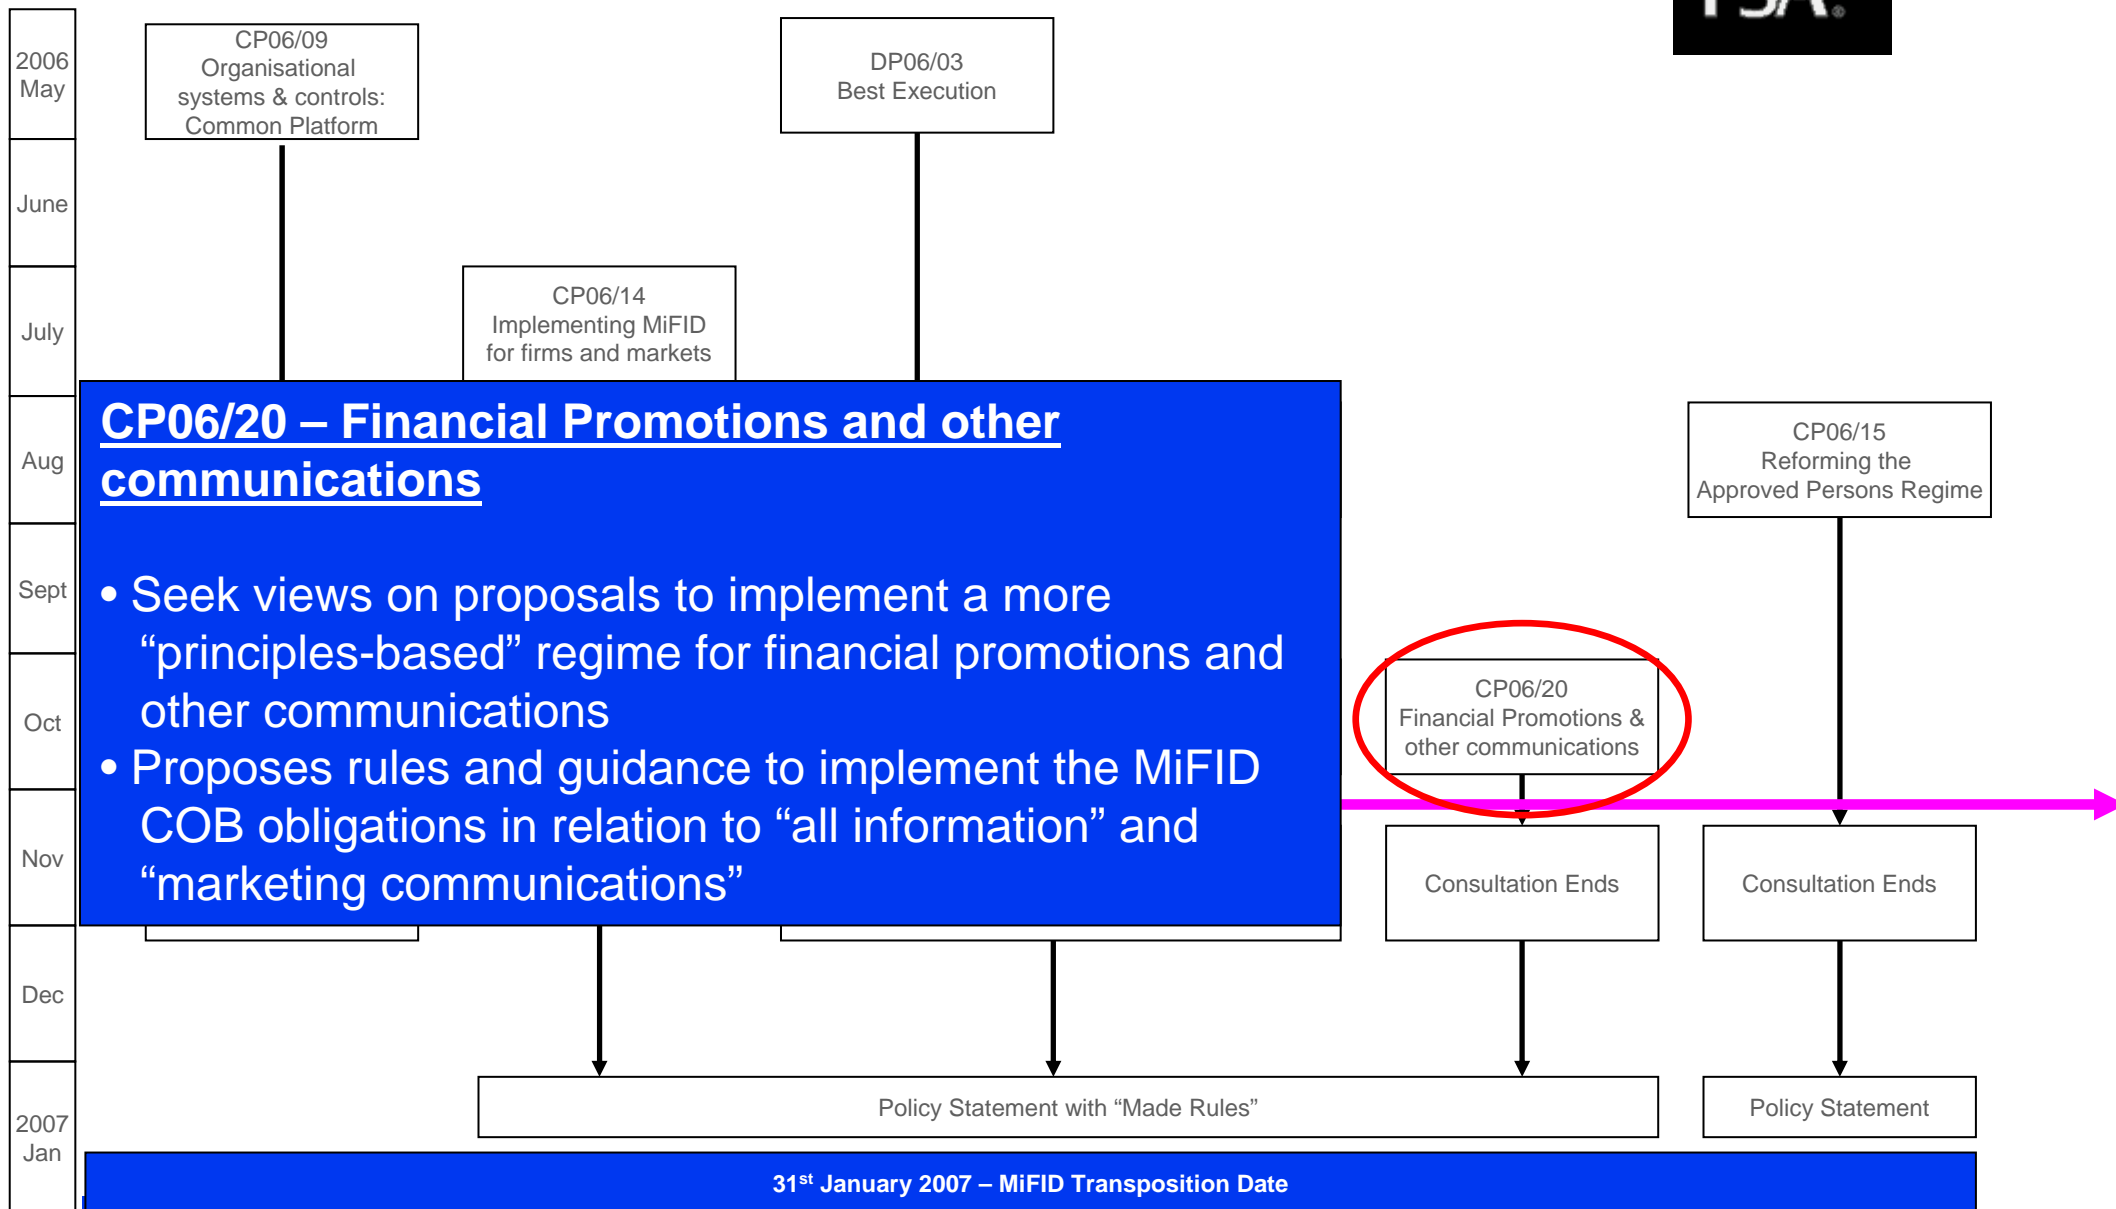 2006
May
June
July
Aug
Sept
Oct
Nov
Dec
2007
Jan
CP06/09
Organisational
systems & controls:
Common Platform
DP06/03
Best Execution
CP06/14
Implementing MiFID
for firms and markets
CP06/20 – Financial Promotions and other
communications
• Seek views on proposals to implement a more
“principles-based” regime for financial promotions and
other communications
• Proposes rules and guidance to implement the MiFID
COB obligations in relation to “all information” and
“marketing communications”
CP06/15
Reforming the
Approved Persons Regime
CP06/20
Financial Promotions &
other communications
Consultation Ends
Consultation Ends
Policy Statement with “Made Rules”
Policy Statement
31st January 2007 – MiFID Transposition Date